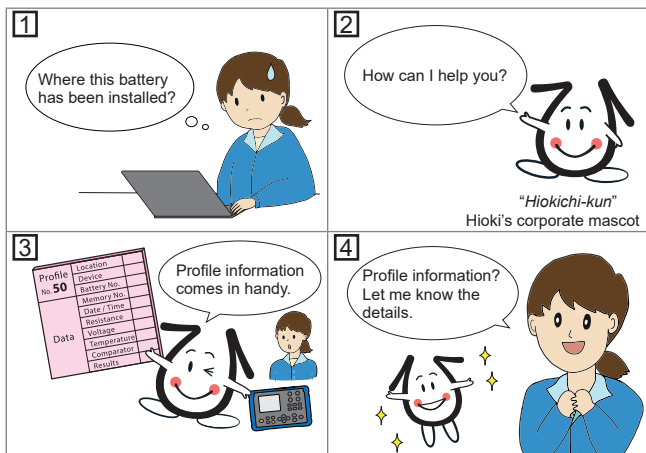 1
Where this battery
has been installed?
2
How can I help you?
"Hiokichi-kun"
Hioki's corporate mascot
3
Profile
No. 50
Location
Device
Battery No.
Memory No.
Date / Time
Data
Resistance
Voltage
Temperature
Comparator
Results
Profile information
comes in handy.
4
Profile information?
Let me know the
details.